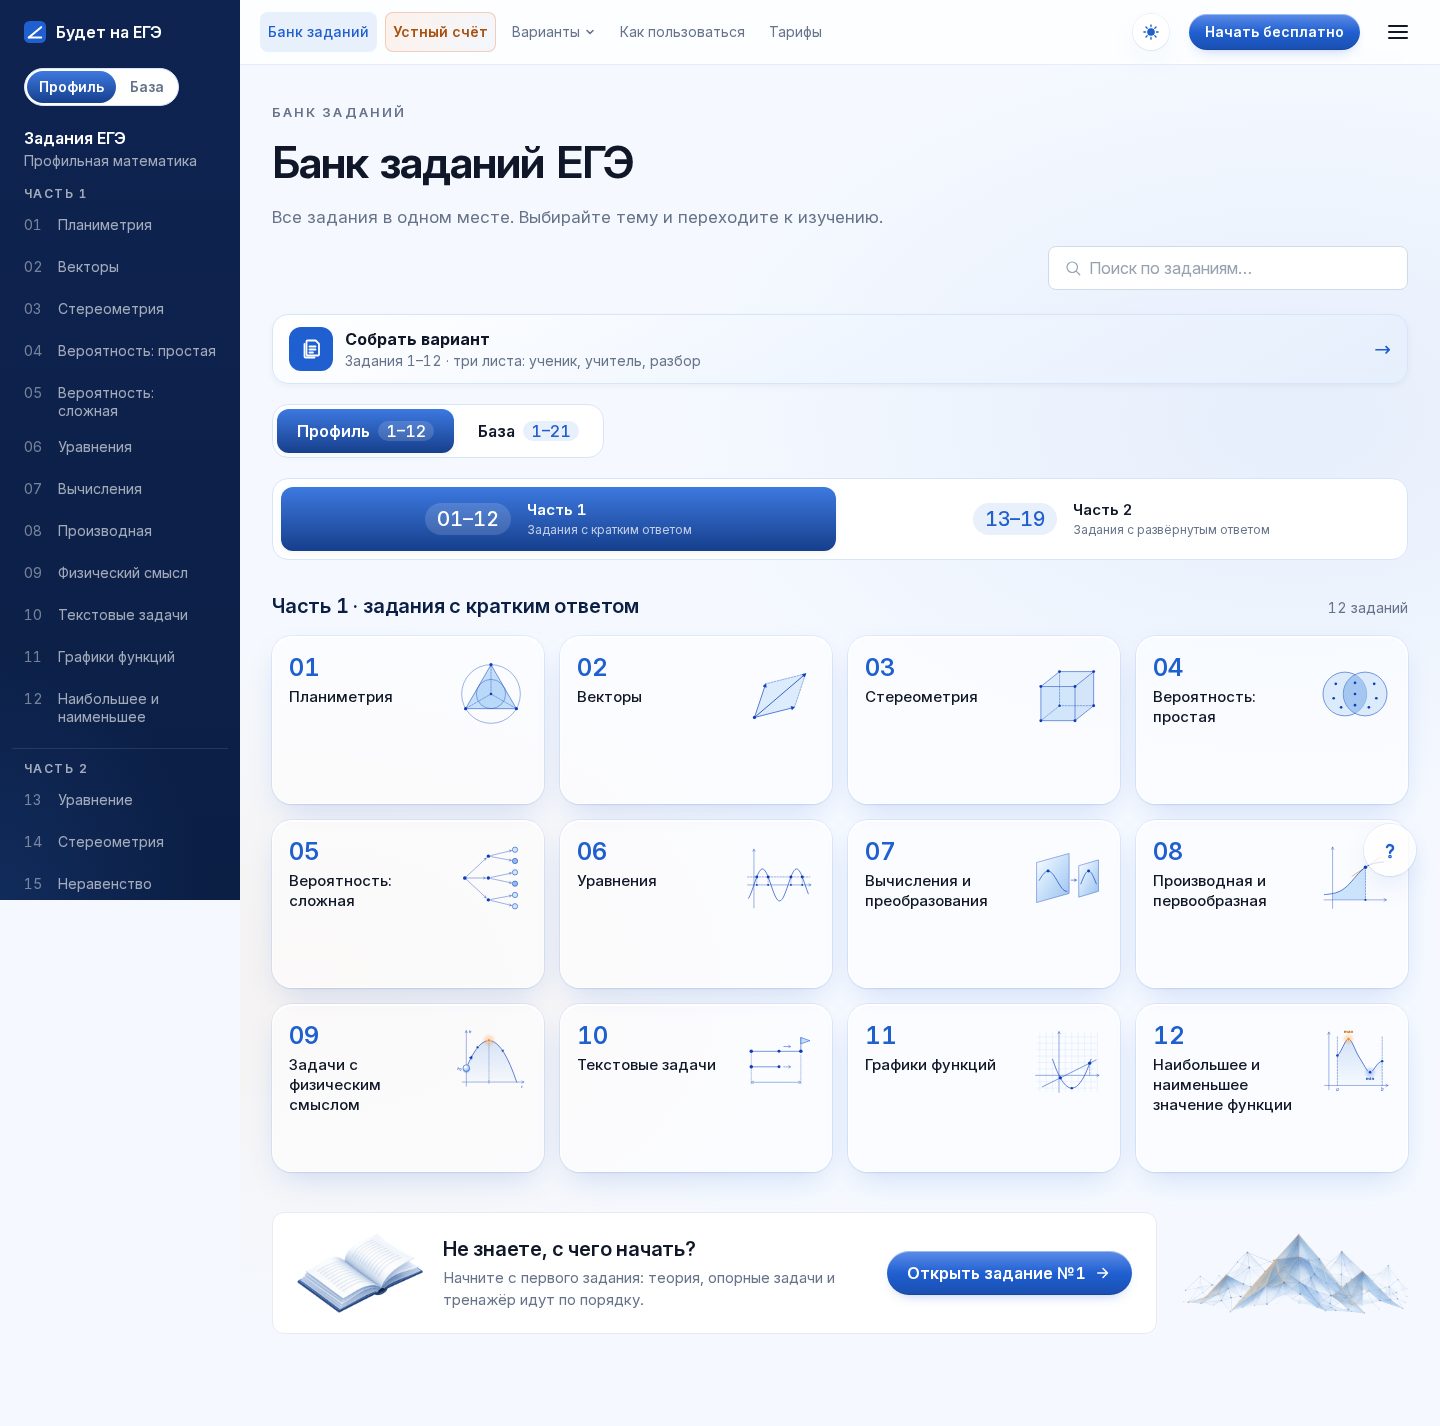 Будет на ЕГЭ
Профиль
База
Задания ЕГЭ
Профильная математика
ЧАСТЬ 1
01 Планиметрия
02 Векторы
03 Стереометрия
04 Вероятность: простая
05 Вероятность:
сложная
06 Уравнения
07 Вычисления
08 Производная
09 Физический смысл
10 Текстовые задачи
11 Графики функций
12 Наибольшее и
наименьшее
ЧАСТЬ 2
13 Уравнение
14 Стереометрия
15 Неравенство
Банк заданий
Устный счёт
Варианты
Как пользоваться
Тарифы
Начать бесплатно
БАНК ЗАДАНИЙ
Банк заданий ЕГЭ
Все задания в одном месте. Выбирайте тему и переходите к изучению.
Поиск по заданиям...
Собрать вариант
Задания 1–12 · три листа: ученик, учитель, разбор
→
Профиль 1–12
База 1–21
01–12
Часть 1
Задания с кратким ответом
13–19
Часть 2
Задания с развёрнутым ответом
Часть 1 · задания с кратким ответом
12 заданий
01
Планиметрия
02
Векторы
03
Стереометрия
04
Вероятность:
простая
05
Вероятность:
сложная
06
Уравнения
07
Вычисления и
преобразования
08
Производная и
первообразная
?
09
Задачи с
физическим
смыслом
10
Текстовые задачи
11
Графики функций
12
Наибольшее и
наименьшее
значение функции
max
min
Не знаете, с чего начать?
Начните с первого задания: теория, опорные задачи и
тренажёр идут по порядку.
Открыть задание №1 →